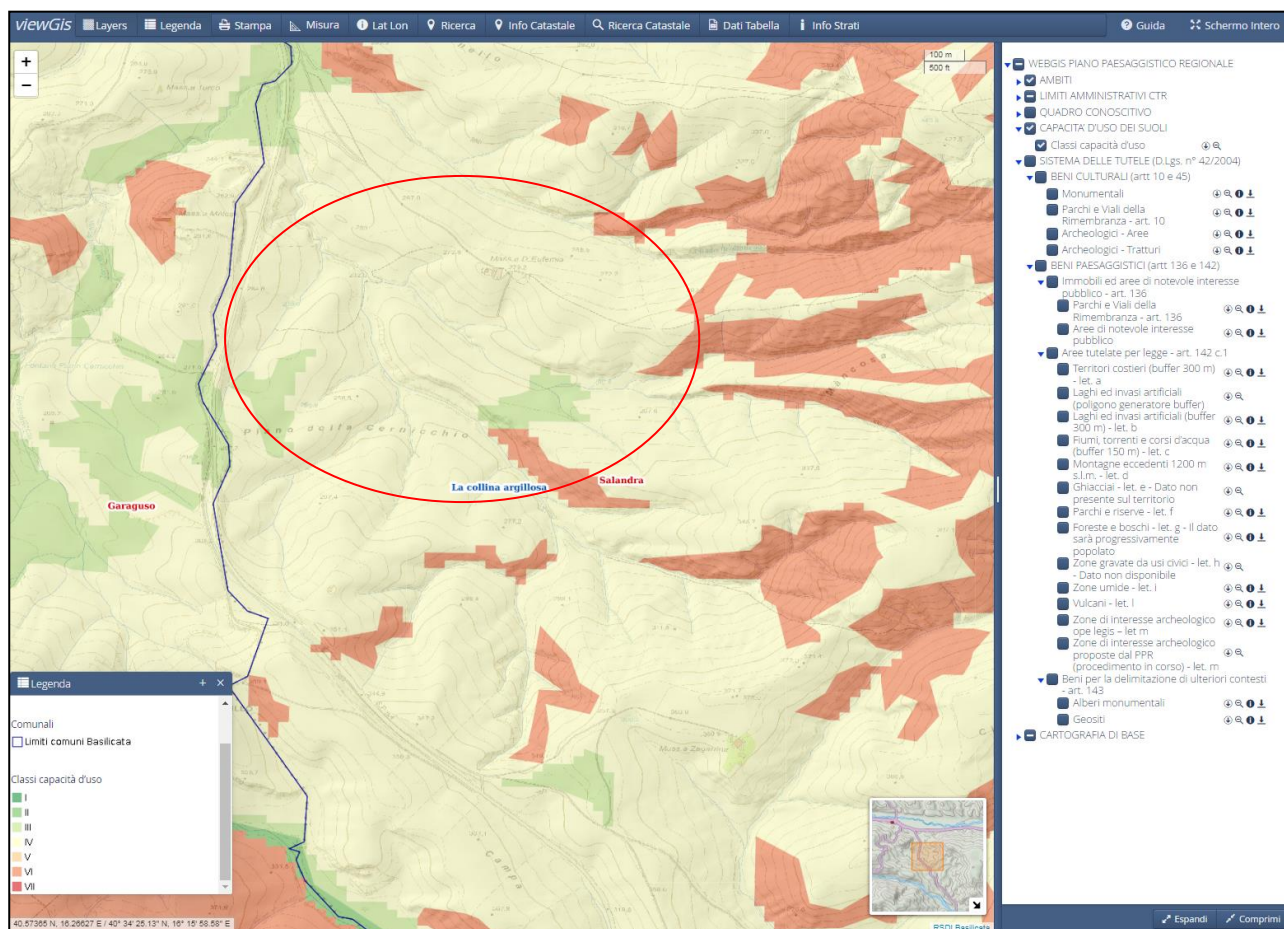 viewGis Layers Legenda Stampa Misura Lat Lon Ricerca Info Catastale Ricerca Catastale Dati Tabella Info Strati Guida Schermo Intero
+
−
100 m
500 ft
Mass.a D.Eufemia
Piano della Cernicchio
La collina argillosa
Salandra
Garaguso
Campa
Legenda + ×
Comunali
Limiti comuni Basilicata
Classi capacità d'uso
I
II
III
IV
V
VI
VII
40.57365 N, 16.26627 E / 40° 34' 25.13" N, 16° 15' 58.58" E
RSDI Basilicata
WEBGIS PIANO PAESAGGISTICO REGIONALE
AMBITI
LIMITI AMMINISTRATIVI CTR
QUADRO CONOSCITIVO
CAPACITA' D'USO DEI SUOLI
Classi capacità d'uso
SISTEMA DELLE TUTELE (D.Lgs. n° 42/2004)
BENI CULTURALI (artt 10 e 45)
Monumentali
Parchi e Viali della
Rimembranza - art. 10
Archeologici - Aree
Archeologici - Tratturi
BENI PAESAGGISTICI (artt 136 e 142)
Immobili ed aree di notevole interesse
pubblico - art. 136
Parchi e Viali della
Rimembranza - art. 136
Aree di notevole interesse
pubblico
Aree tutelate per legge - art. 142 c.1
Territori costieri (buffer 300 m)
- let. a
Laghi ed invasi artificiali
(poligono generatore buffer)
Laghi ed invasi artificiali (buffer
300 m) - let. b
Fiumi, torrenti e corsi d'acqua
(buffer 150 m) - let. c
Montagne eccedenti 1200 m
s.l.m. - let. d
Ghiacciai - let. e - Dato non
presente sul territorio
Parchi e riserve - let. f
Foreste e boschi - let. g - Il dato
sarà progressivamente
popolato
Zone gravate da usi civici - let. h
- Dato non disponibile
Zone umide - let. i
Vulcani - let. l
Zone di interesse archeologico
ope legis – let m
Zone di interesse archeologico
proposte dal PPR
(procedimento in corso) - let. m
Beni per la delimitazione di ulteriori contesti
- art. 143
Alberi monumentali
Geositi
CARTOGRAFIA DI BASE
Espandi Comprimi